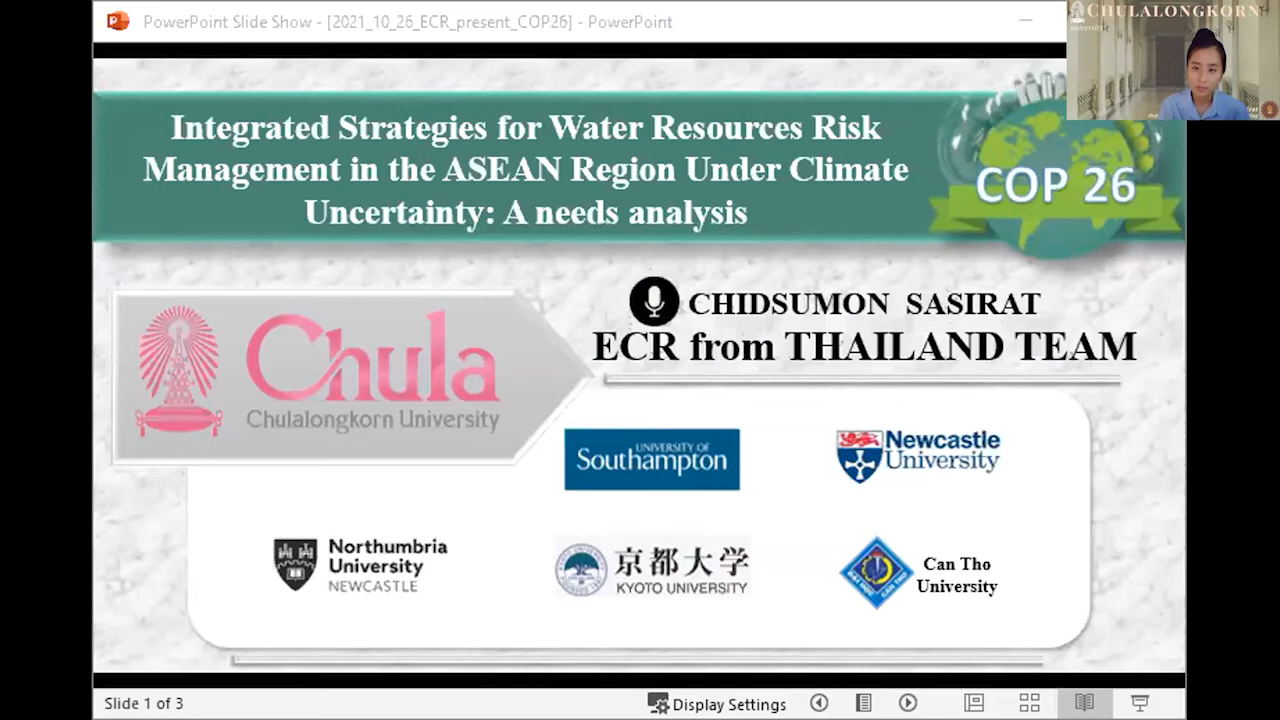 PowerPoint Slide Show - [2021_10_26_ECR_present_COP26] - PowerPoint
CHULALONGKORN
university
Integrated Strategies for Water Resources Risk
Management in the ASEAN Region Under Climate
Uncertainty: A needs analysis
COP 26
CHIDSUMON SASIRAT
ECR from THAILAND TEAM
Chula
Chulalongkorn University
UNIVERSITY OF
Southampton
Newcastle
University
Northumbria
University
NEWCASTLE
京都大学
KYOTO UNIVERSITY
Can Tho
University
Slide 1 of 3
Display Settings